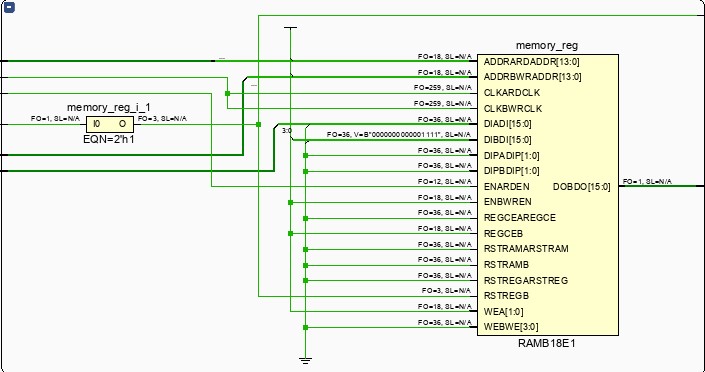 memory_reg
FO=18, SL=N/A ADDRARDADDR[13:0]
FO=18, SL=N/A ADDRBWRADDR[13:0]
FO=259, SL=N/A CLKARDCLK
memory_reg_i_1
FO=259, SL=N/A CLKBWRCLK
FO=1, SL=N/A I0 O FO=3, SL=N/A
FO=36, SL=N/A DIADI[15:0]
3:0
EQN=2'h1
FO=36, V=B"0000000000001111", SL=N/A DIBDI[15:0]
FO=36, SL=N/A DIPADIP[1:0]
FO=36, SL=N/A DIPBDIP[1:0]
FO=12, SL=N/A ENARDEN DOBDO[15:0] FO=1, SL=N/A
FO=18, SL=N/A ENBWREN
FO=36, SL=N/A REGCEAREGCE
FO=18, SL=N/A REGCEB
FO=36, SL=N/A RSTRAMARSTRAM
FO=36, SL=N/A RSTRAMB
FO=36, SL=N/A RSTREGARSTREG
FO=3, SL=N/A RSTREGB
FO=18, SL=N/A WEA[1:0]
FO=36, SL=N/A WEBWE[3:0]
RAMB18E1